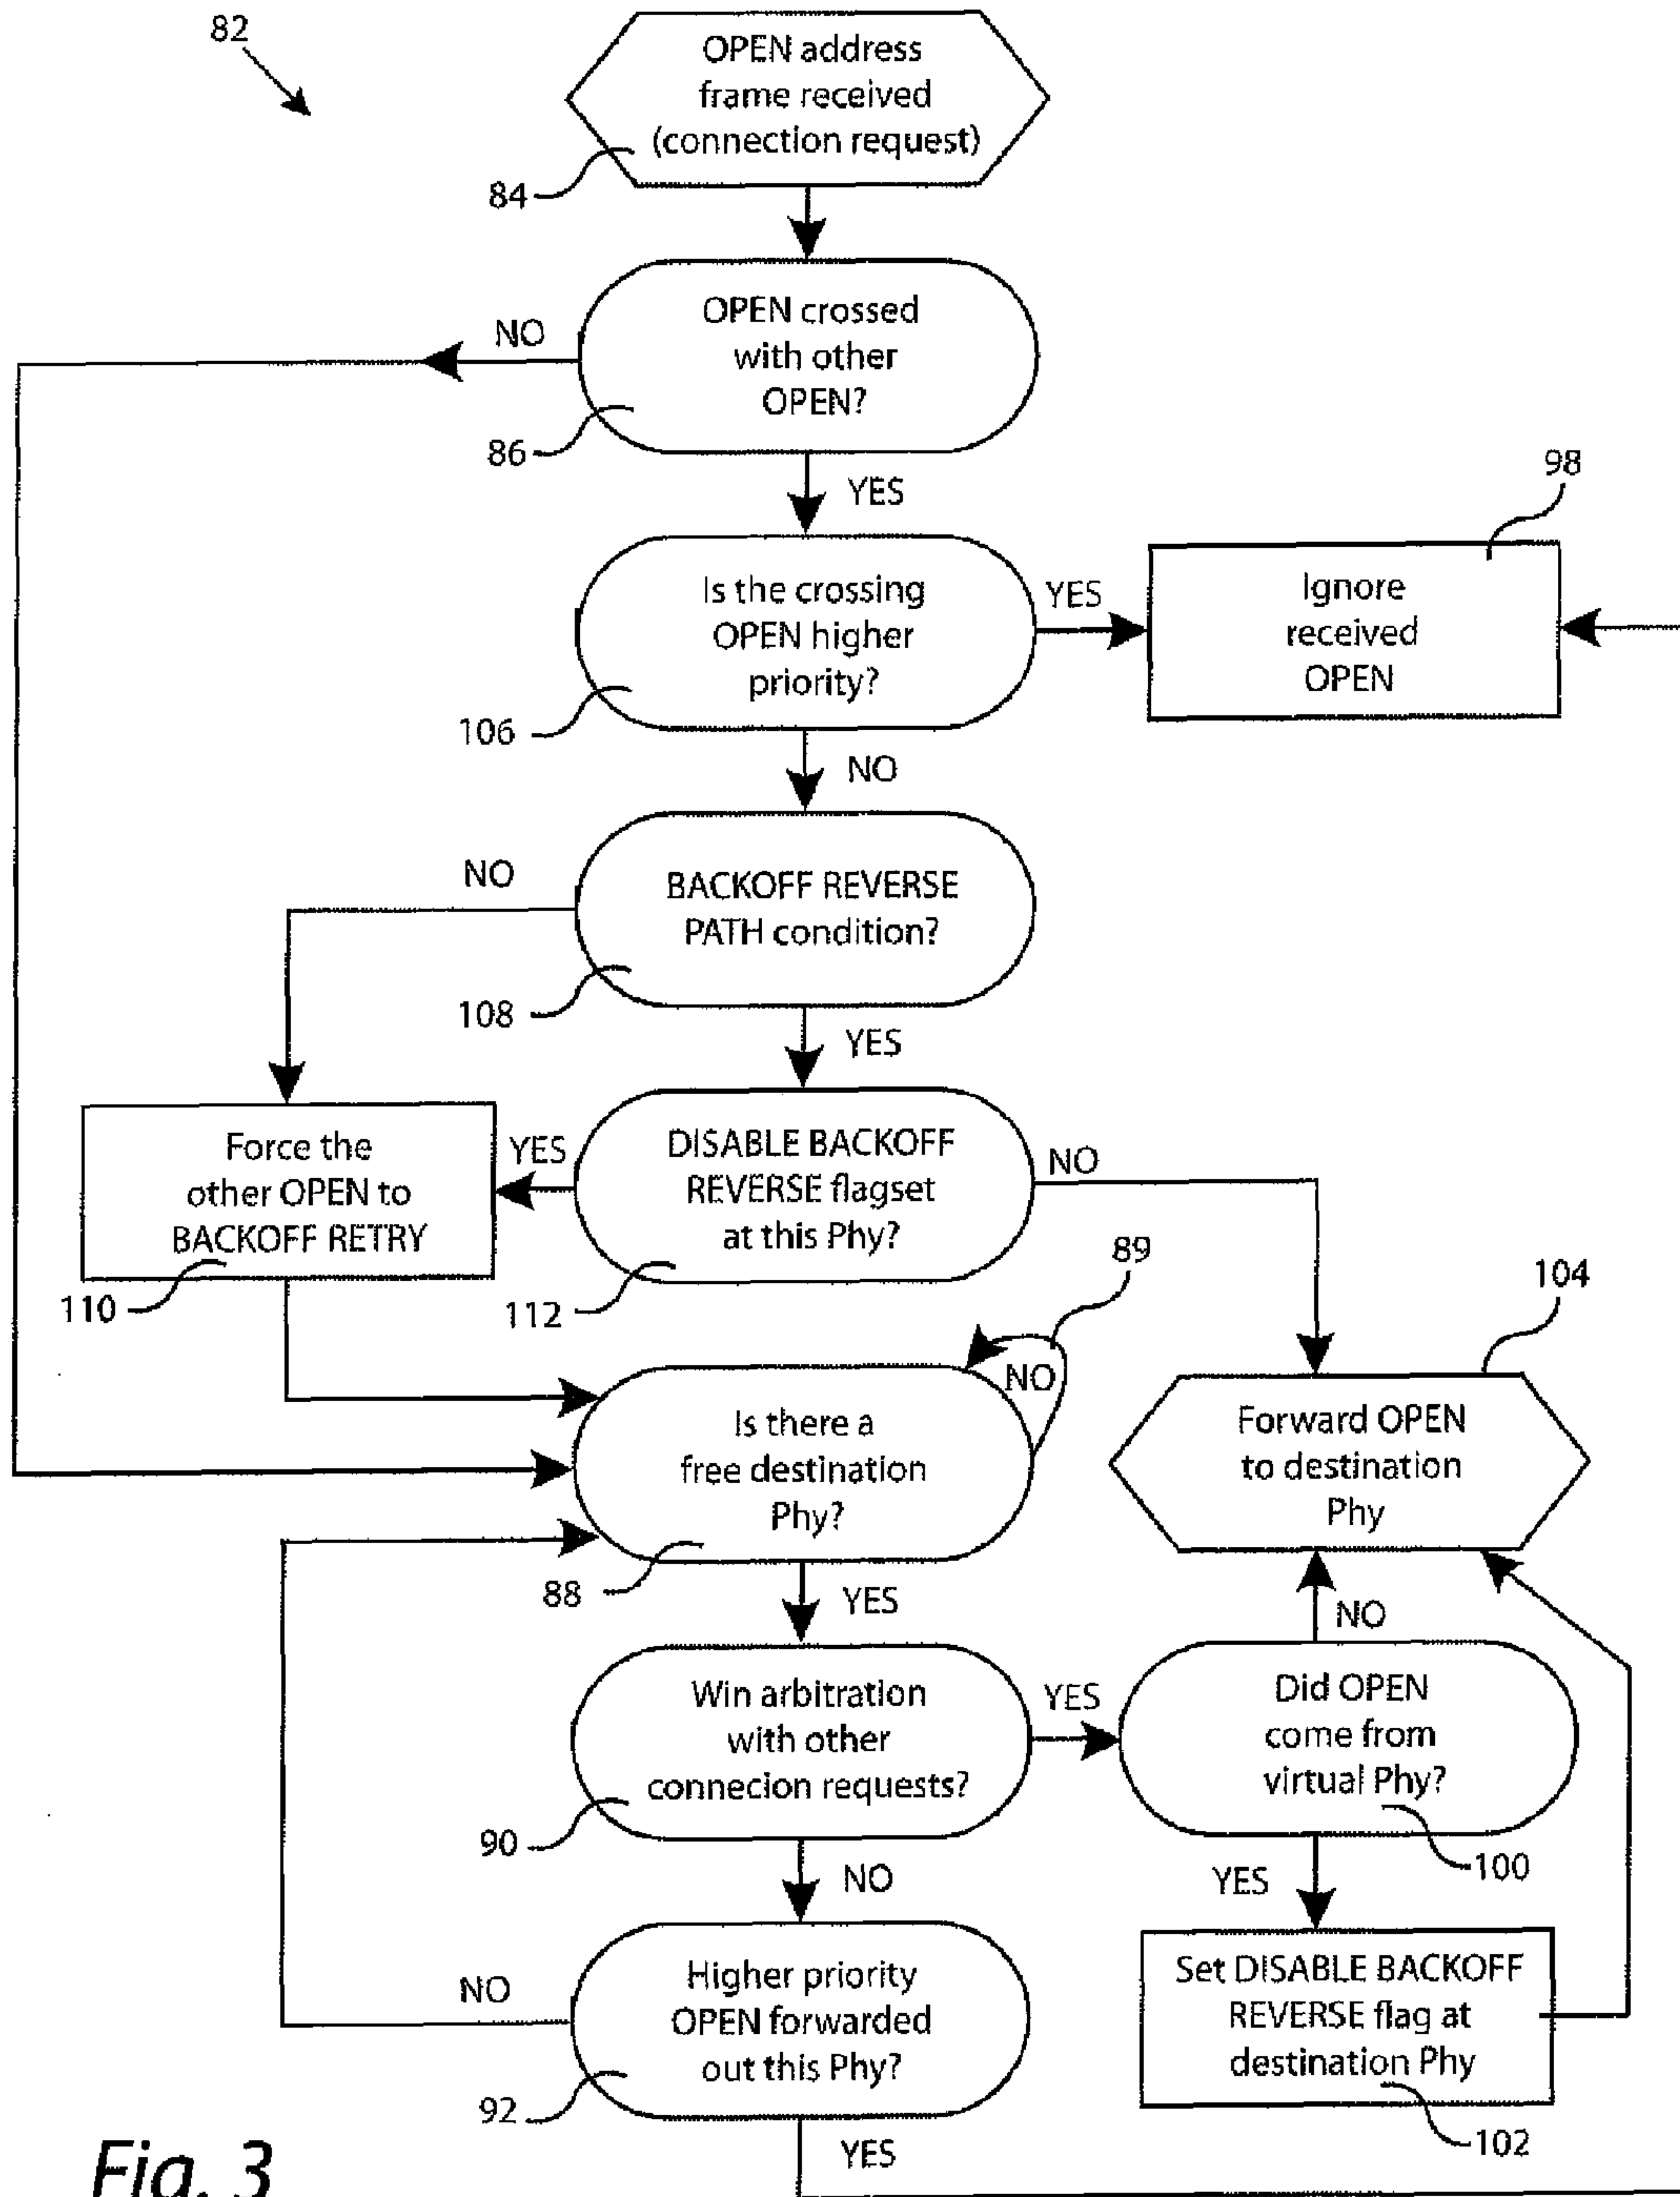 82
OPEN address
frame received
(connection request)
84
NO
OPEN crossed
with other
OPEN?
86
YES
98
Is the crossing
OPEN higher
priority?
106
YES
Ignore
received
OPEN
NO
NO
BACKOFF REVERSE
PATH condition?
108
YES
Force the
other OPEN to
BACKOFF RETRY
110
YES
DISABLE BACKOFF
REVERSE flagset
at this Phy?
112
NO
89
104
NO
Is there a
free destination
Phy?
88
Forward OPEN
to destination
Phy
YES
NO
Win arbitration
with other
connecion requests?
90
YES
Did OPEN
come from
virtual Phy?
100
NO
YES
NO
Higher priority
OPEN forwarded
out this Phy?
92
Set DISABLE BACKOFF
REVERSE flag at
destination Phy
102
YES
Fig. 3